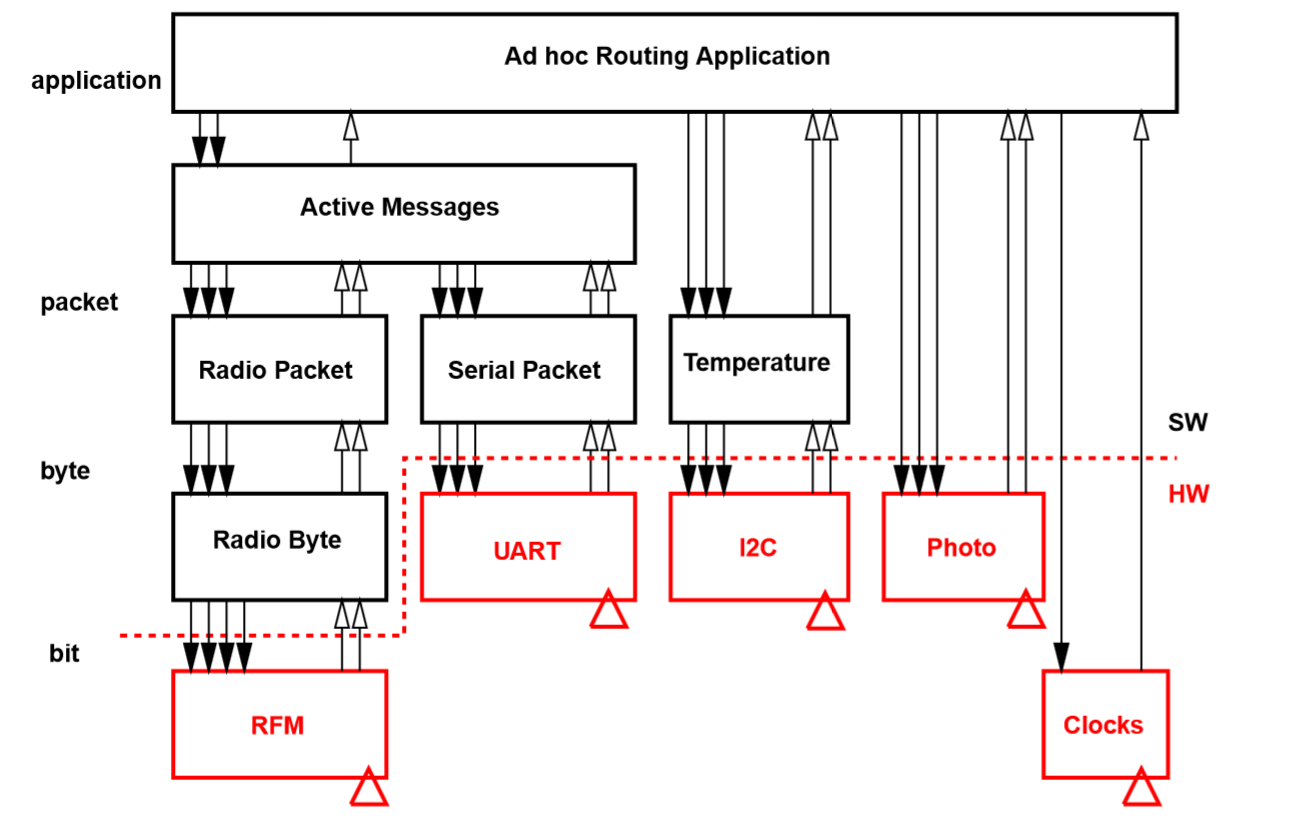 Ad hoc Routing Application
application
Active Messages
packet
Radio Packet
Serial Packet
Temperature
SW
byte
HW
Radio Byte
UART
I2C
Photo
bit
RFM
Clocks